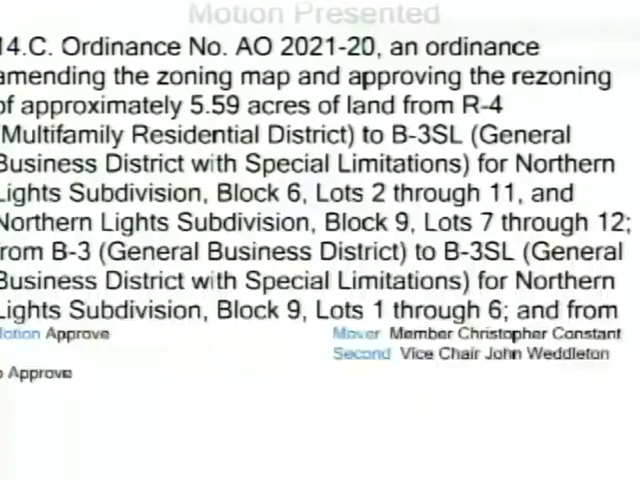 Motion Presented
14.C. Ordinance No. AO 2021-20, an ordinance
amending the zoning map and approving the rezoning
of approximately 5.59 acres of land from R-4
(Multifamily Residential District) to B-3SL (General
Business District with Special Limitations) for Northern
Lights Subdivision, Block 6, Lots 2 through 11, and
Northern Lights Subdivision, Block 9, Lots 7 through 12;
from B-3 (General Business District) to B-3SL (General
Business District with Special Limitations) for Northern
Lights Subdivision, Block 9, Lots 1 through 6; and from
Motion Approve Mover Member Christopher Constant
Second Vice Chair John Weddleton
o Approve